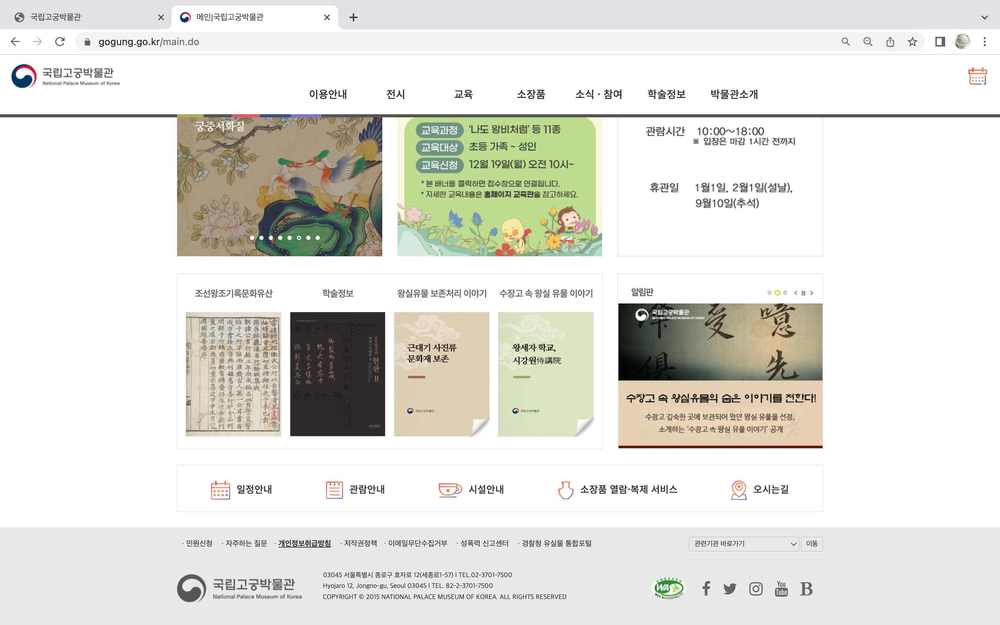 국립고궁박물관
메인|국립고궁박물관
gogung.go.kr/main.do
국립고궁박물관
National Palace Museum of Korea
이용안내 전시 교육 소장품 소식 · 참여 학술정보 박물관소개
궁중서화실
교육과정 '나도 왕비처럼' 등 11종
교육대상 초등 가족 ~ 성인
교육신청 12월 19일(월) 오전 10시~
* 본 배너를 클릭하면 접수창으로 연결됩니다.
* 자세한 교육내용은 홈페이지 교육란을 참고하세요.
관람시간 10:00~18:00
※ 입장은 마감 1시간 전까지
휴관일 1월1일, 2월1일(설날),
9월10일(추석)
조선왕조기록문화유산
학술정보
조선왕실의 현판 II
왕실유물 보존처리 이야기
근대기 사진류
문화재 보존
국립고궁박물관
수장고 속 왕실 유물 이야기
왕세자 학교,
시강원侍講院
국립고궁박물관
알림판
국립고궁박물관
NATIONAL PALACE MUSEUM OF KOREA
受 憶
俱 先
수장고 속 왕실유물의 숨은 이야기를 전한다!
수장고 깊숙한 곳에 보관되어 왔던 왕실 유물을 선정,
소개하는 '수장고 속 왕실 유물 이야기' 공개
일정안내 관람안내 시설안내 소장품 열람·복제 서비스 오시는길
· 민원신청 · 자주하는 질문 · 개인정보취급방침 · 저작권정책 · 이메일무단수집거부 · 성폭력 신고센터 · 경찰청 유실물 통합포털
관련기관 바로가기 이동
국립고궁박물관
National Palace Museum of Korea
03045 서울특별시 종로구 효자로 12(세종로1-57) | TEL.02-3701-7500
Hyojaro 12, Jongno-gu, Seoul 03045 | TEL. 82-2-3701-7500
COPYRIGHT © 2015 NATIONAL PALACE MUSEUM OF KOREA. ALL RIGHTS RESERVED
WA
WEB ACCESSIBILITY
You Tube
B